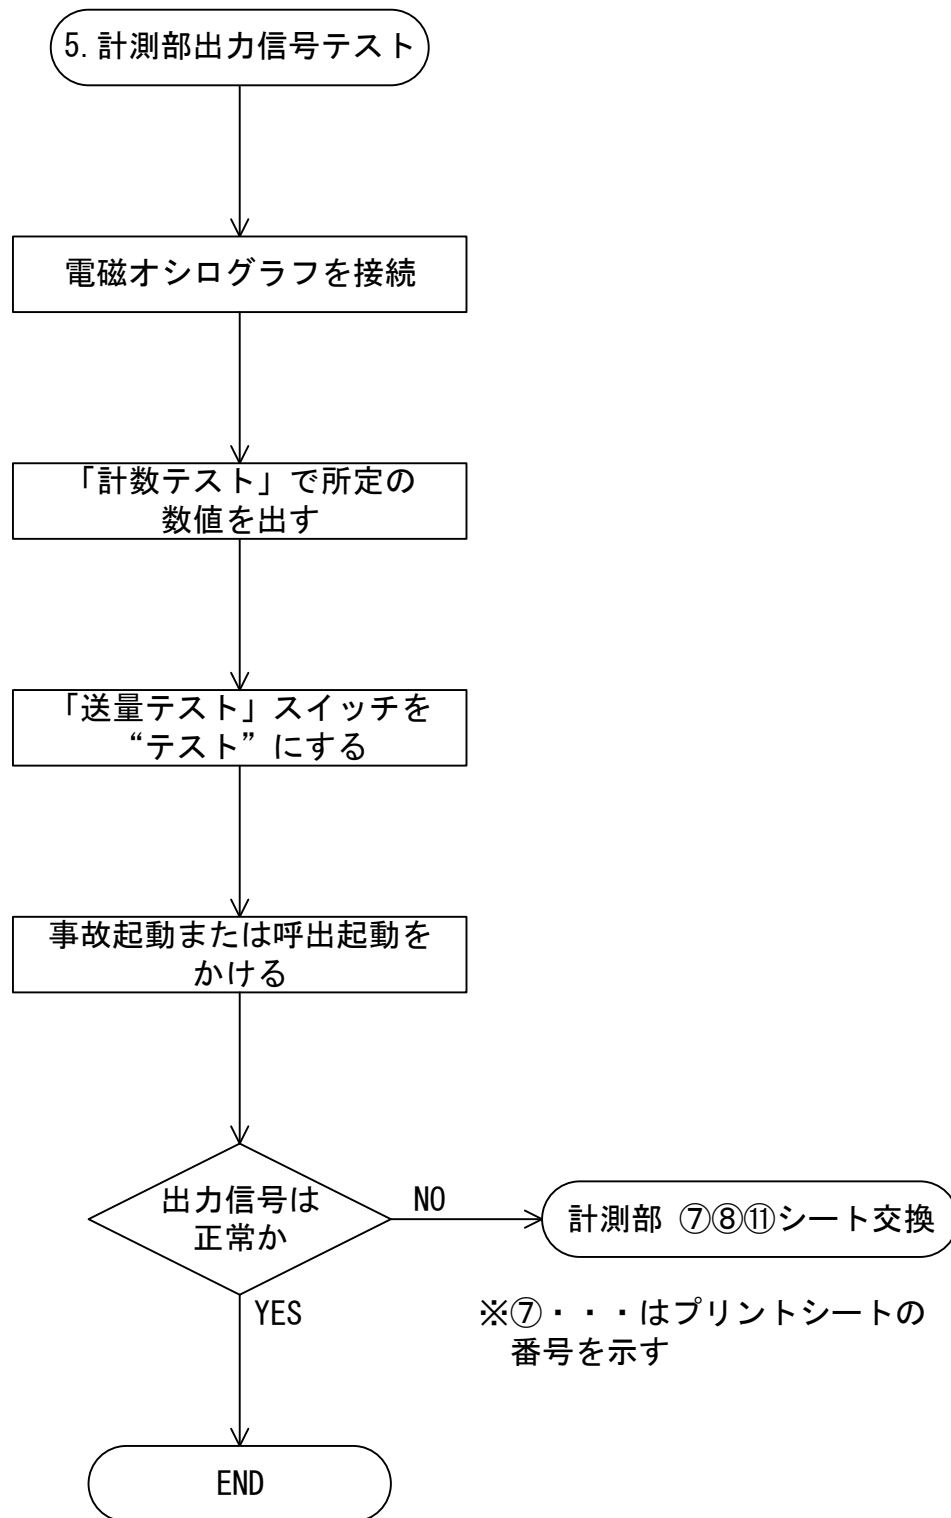 5.計測部出力信号テスト
電磁オシログラフを接続
「計数テスト」で所定の
数値を出す
「送量テスト」スイッチを
“テスト”にする
事故起動または呼出起動を
かける
出力信号は
正常か
NO
計測部 ⑦⑧⑪シート交換
YES
※⑦・・・はプリントシートの
番号を示す
END